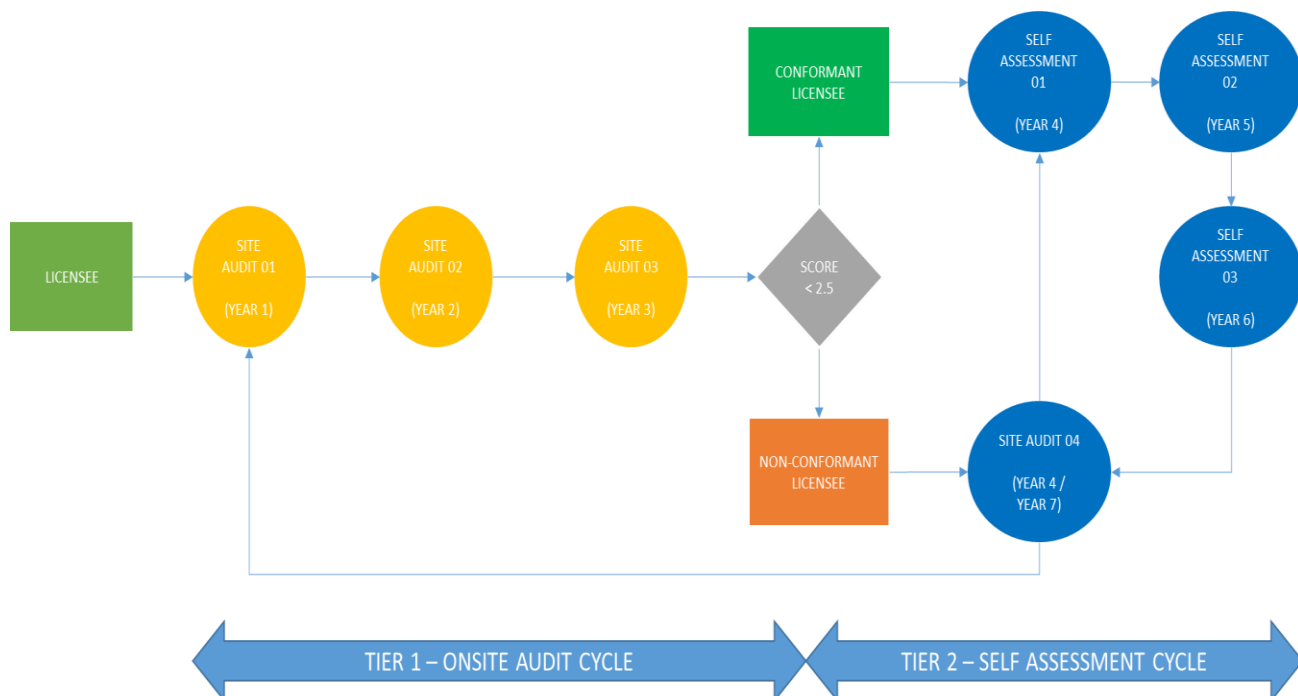 LICENSEE
SITE
AUDIT 01
(YEAR 1)
SITE
AUDIT 02
(YEAR 2)
SITE
AUDIT 03
(YEAR 3)
SCORE
< 2.5
CONFORMANT
LICENSEE
NON-CONFORMANT
LICENSEE
SELF
ASSESSMENT
01
(YEAR 4)
SELF
ASSESSMENT
02
(YEAR 5)
SELF
ASSESSMENT
03
(YEAR 6)
SITE AUDIT 04
(YEAR 4 /
YEAR 7)
TIER 1 – ONSITE AUDIT CYCLE
TIER 2 – SELF ASSESSMENT CYCLE